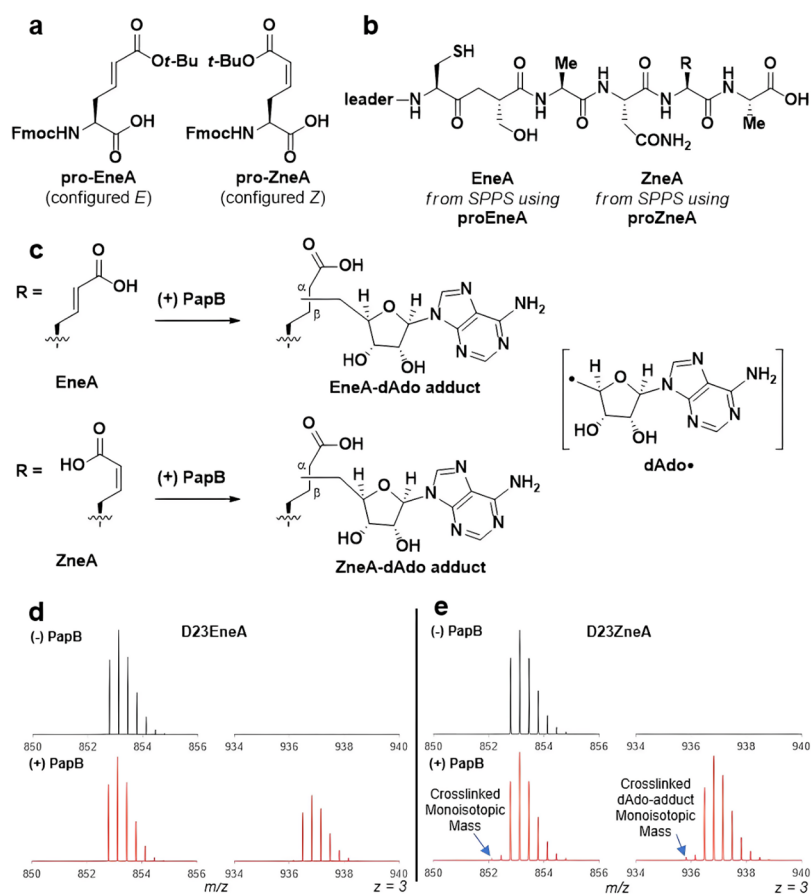 a
b
O
Ot-Bu
FmocHN
OH
O
pro-EneA
(configured E)
O
t-BuO
FmocHN
OH
O
pro-ZneA
(configured Z)
SH
leader
N
H
O
O
OH
Me
N
H
O
H
N
CONH2
O
R
N
H
O
H
N
Me
O
OH
EneA
from SPPS using
proEneA
ZneA
from SPPS using
proZneA
c
R =
O
OH
EneA
(+) PapB
O
OH
α
β
H
O
H
HO
OH
N
N
N
N
NH2
EneA-dAdo adduct
R =
O
HO
ZneA
(+) PapB
O
OH
α
β
H
O
H
HO
OH
N
N
N
N
NH2
ZneA-dAdo adduct
H
O
H
HO
OH
N
N
N
N
NH2
dAdo•
d
D23EneA
(-) PapB
850 852 854 856
934 936 938 940
(+) PapB
850 852 854 856
934 936 938 940
m/z
z = 3
e
D23ZneA
(-) PapB
850 852 854 856
934 936 938 940
(+) PapB
Crosslinked
Monoisotopic
Mass
Crosslinked
dAdo-adduct
Monoisotopic
Mass
850 852 854 856
934 936 938 940
m/z
z = 3